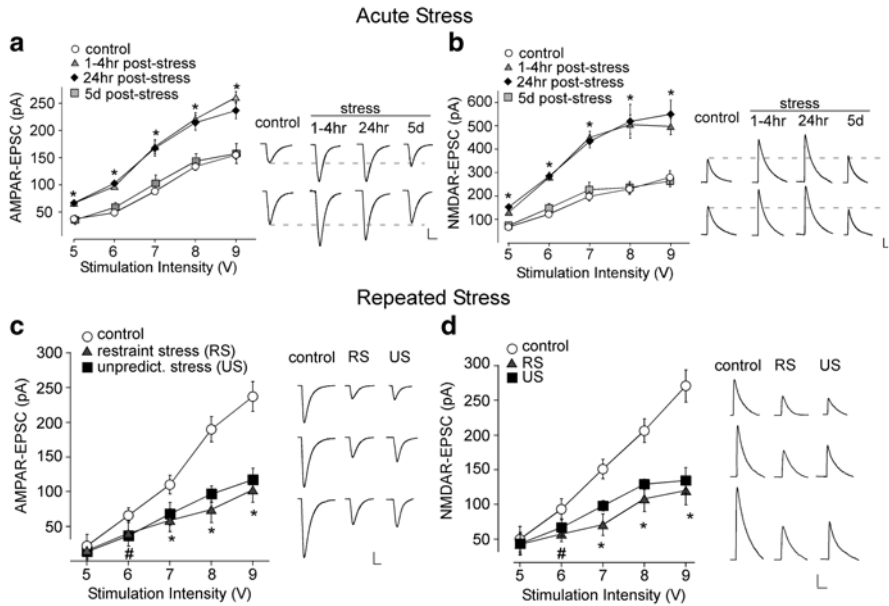 Acute Stress
a
control
1-4hr post-stress
24hr post-stress
5d post-stress
AMPAR-EPSC (pA)
250
200
150
100
50
* * * * *
5 6 7 8 9
Stimulation Intensity (V)
stress
control 1-4hr 24hr 5d
b
control
1-4hr post-stress
24hr post-stress
5d post-stress
NMDAR-EPSC (pA)
600
500
400
300
200
100
* * * * *
5 6 7 8 9
Stimulation Intensity (V)
stress
control 1-4hr 24hr 5d
Repeated Stress
c
control
restraint stress (RS)
unpredict. stress (US)
AMPAR-EPSC (pA)
300
250
200
150
100
50
# * * *
5 6 7 8 9
Stimulation Intensity (V)
control RS US
d
control
RS
US
NMDAR-EPSC (pA)
300
250
200
150
100
50
# * * *
5 6 7 8 9
Stimulation Intensity (V)
control RS US